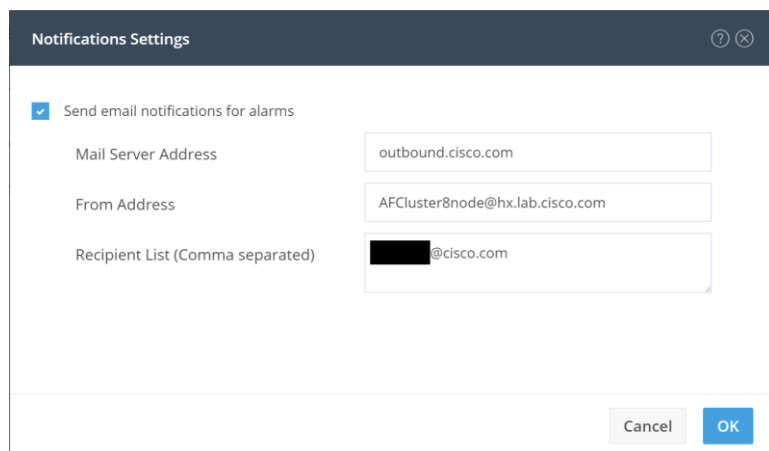 Notifications Settings
Send email notifications for alarms
Mail Server Address
outbound.cisco.com
From Address
AFCluster8node@hx.lab.cisco.com
Recipient List (Comma separated)
@cisco.com
Cancel
OK